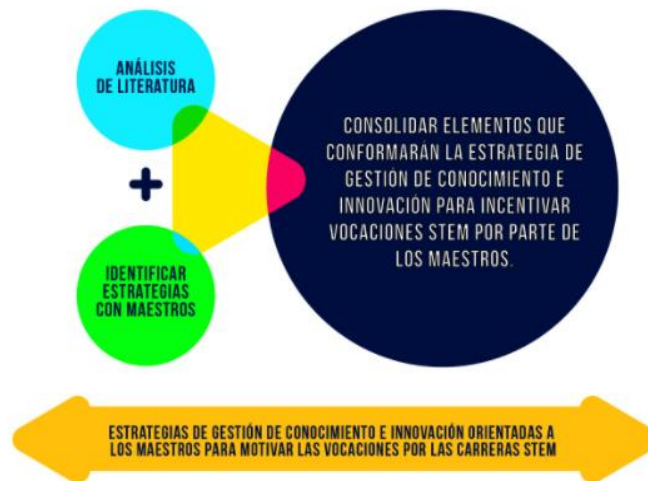 ANÁLISIS
DE LITERATURA
+
IDENTIFICAR
ESTRATEGIAS
CON MAESTROS
CONSOLIDAR ELEMENTOS QUE
CONFORMARÁN LA ESTRATEGIA DE
GESTIÓN DE CONOCIMIENTO E
INNOVACIÓN PARA INCENTIVAR
VOCACIONES STEM POR PARTE DE
LOS MAESTROS.
ESTRATEGIAS DE GESTIÓN DE CONOCIMIENTO E INNOVACIÓN ORIENTADAS A
LOS MAESTROS PARA MOTIVAR LAS VOCACIONES POR LAS CARRERAS STEM